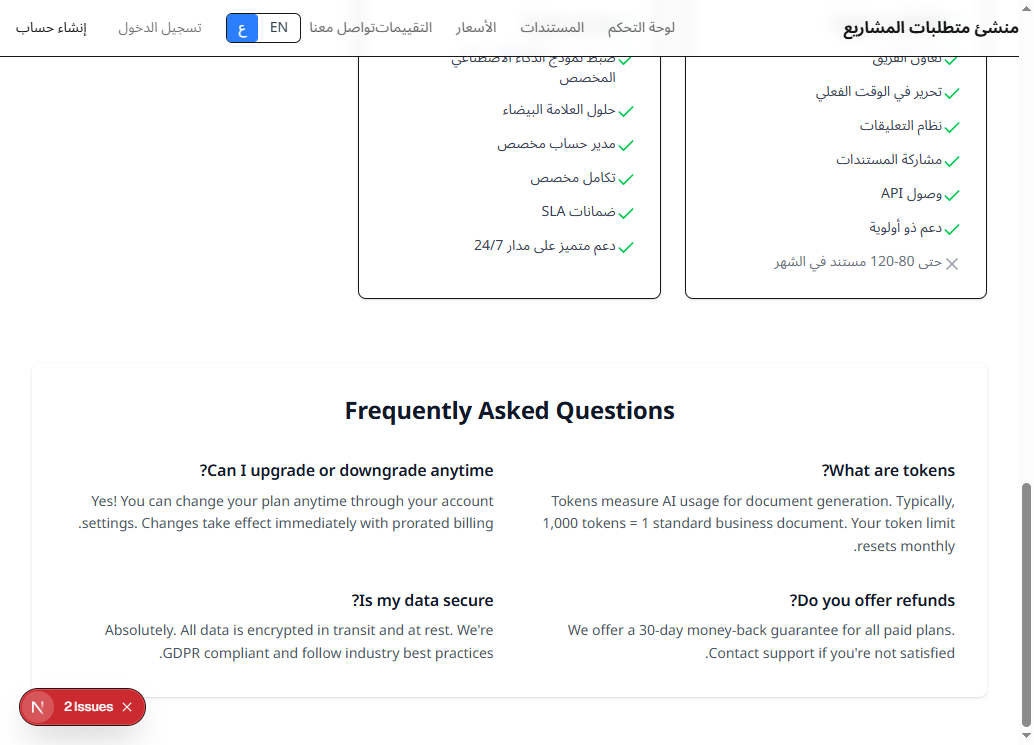 منشئ متطلبات المشاريع
لوحة التحكم
المستندات
الأسعار
التقييمات
تواصل معنا
EN
ع
تسجيل الدخول
إنشاء حساب
تعاون الفريق
تحرير في الوقت الفعلي
نظام التعليقات
مشاركة المستندات
وصول API
دعم ذو أولوية
حتى 80-120 مستند في الشهر
ضبط نموذج الذكاء الاصطناعي
المخصص
حلول العلامة البيضاء
مدير حساب مخصص
تكامل مخصص
ضمانات SLA
دعم متميز على مدار 24/7
Frequently Asked Questions
What are tokens?
Tokens measure AI usage for document generation. Typically,
1,000 tokens = 1 standard business document. Your token limit
resets monthly.
Can I upgrade or downgrade anytime?
Yes! You can change your plan anytime through your account
settings. Changes take effect immediately with prorated billing.
Do you offer refunds?
We offer a 30-day money-back guarantee for all paid plans.
Contact support if you're not satisfied.
Is my data secure?
Absolutely. All data is encrypted in transit and at rest. We're
GDPR compliant and follow industry best practices.
N 2 Issues